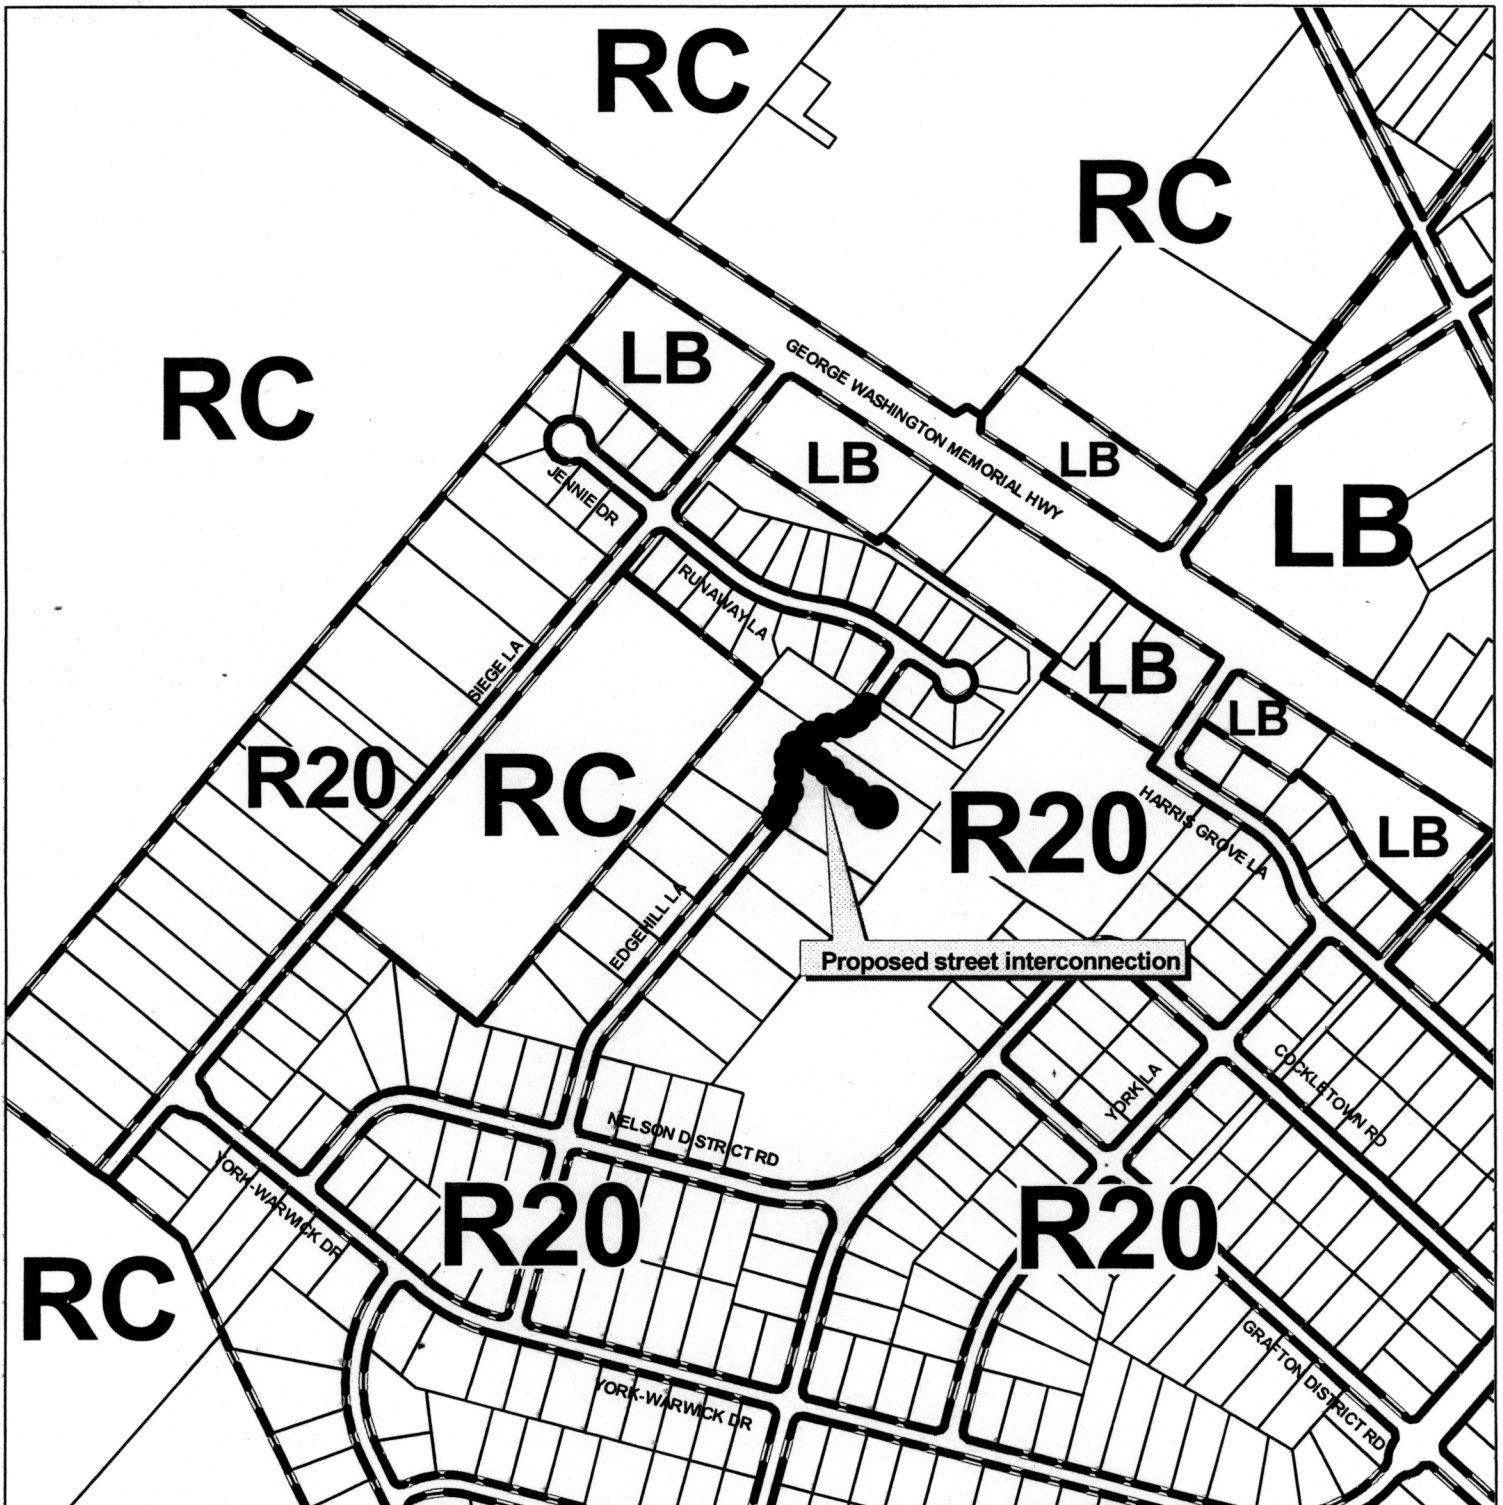 RC
RC
RC
LB
GEORGE WASHINGTON MEMORIAL HWY
LB
LB
LB
JENNIE DR
RUNAWAY LA
SIEGE LA
LB
LB
R20
RC
R20
HARRIS GROVE LA
LB
EDGEHILL LA
Proposed street interconnection
YORK LA
COCKLETOWN RD
NELSON DISTRICT RD
YORK-WARWICK DR
R20
R20
RC
GRAFTON DISTRICT RD
YORK-WARWICK DR